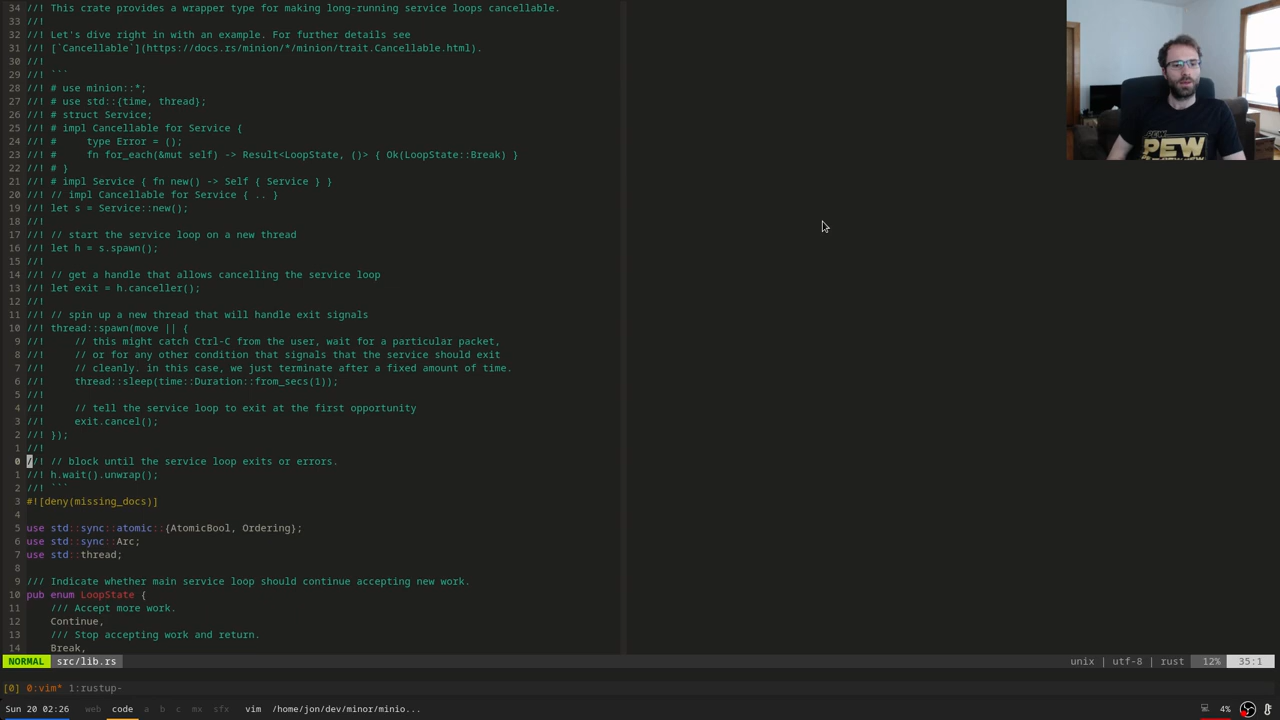 34 //! This crate provides a wrapper type for making long-running service loops cancellable.
33 //!
32 //! Let's dive right in with an example. For further details see
31 //! [`Cancellable`](https://docs.rs/minion/*/minion/trait.Cancellable.html).
30 //!
29 //! ```
28 //! # use minion::*;
27 //! # use std::{time, thread};
26 //! # struct Service;
25 //! # impl Cancellable for Service {
24 //! #     type Error = ();
23 //! #     fn for_each(&mut self) -> Result<LoopState, ()> { Ok(LoopState::Break) }
22 //! # }
21 //! # impl Service { fn new() -> Self { Service } }
20 //! // impl Cancellable for Service { .. }
19 //! let s = Service::new();
18 //!
17 //! // start the service loop on a new thread
16 //! let h = s.spawn();
15 //!
14 //! // get a handle that allows cancelling the service loop
13 //! let exit = h.canceller();
12 //!
11 //! // spin up a new thread that will handle exit signals
10 //! thread::spawn(move || {
9 //!     // this might catch Ctrl-C from the user, wait for a particular packet,
8 //!     // or for any other condition that signals that the service should exit
7 //!     // cleanly. in this case, we just terminate after a fixed amount of time.
6 //!     thread::sleep(time::Duration::from_secs(1));
5 //!
4 //!     // tell the service loop to exit at the first opportunity
3 //!     exit.cancel();
2 //! });
1 //!
0 //! // block until the service loop exits or errors.
1 //! h.wait().unwrap();
2 //! ```
3 #![deny(missing_docs)]
4
5 use std::sync::atomic::{AtomicBool, Ordering};
6 use std::sync::Arc;
7 use std::thread;
8
9 /// Indicate whether main service loop should continue accepting new work.
10 pub enum LoopState {
11     /// Accept more work.
12     Continue,
13     /// Stop accepting work and return.
14     Break,
NORMAL src/lib.rs unix | utf-8 | rust 12% 35:1
[0] 0:vim* 1:rustup-
Sun 20 02:26 web code a b c mx sfx vim /home/jon/dev/minor/minio... 4%
PEW
PEW